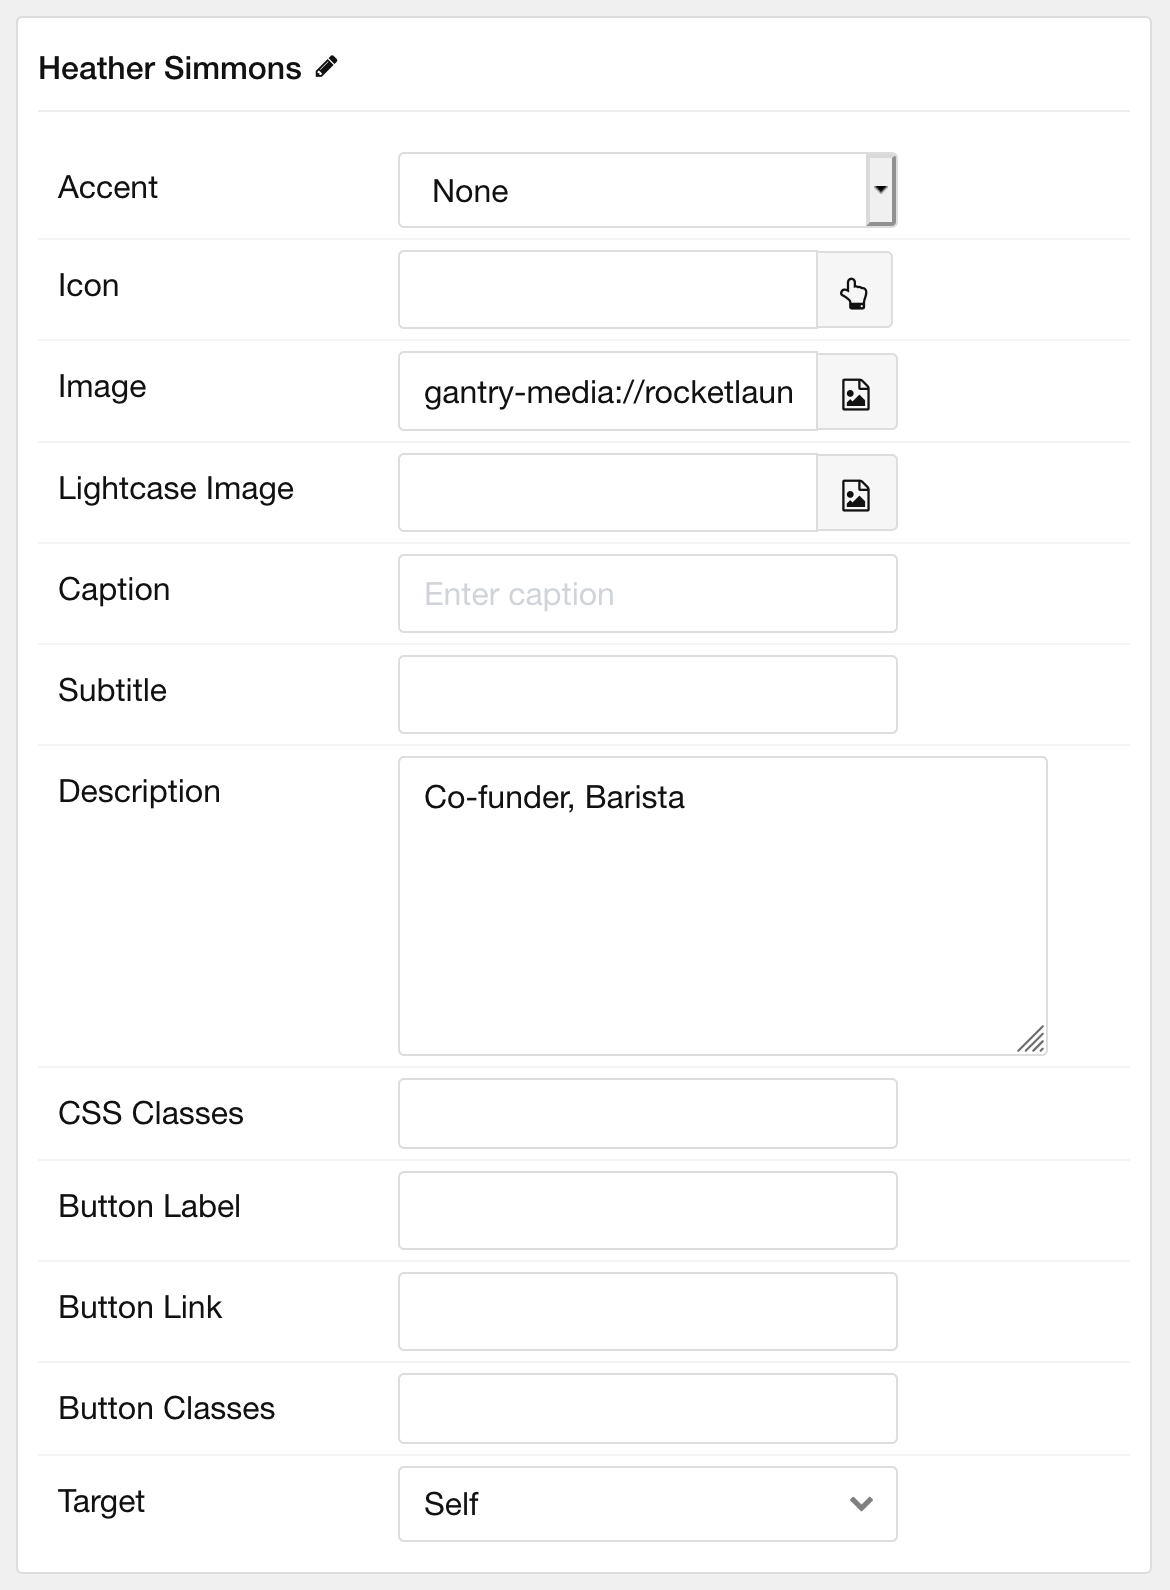 Heather Simmons
Accent
None
Icon
Image
gantry-media://rocketlaun
Lightcase Image
Caption
Enter caption
Subtitle
Description
Co-funder, Barista
CSS Classes
Button Label
Button Link
Button Classes
Target
Self